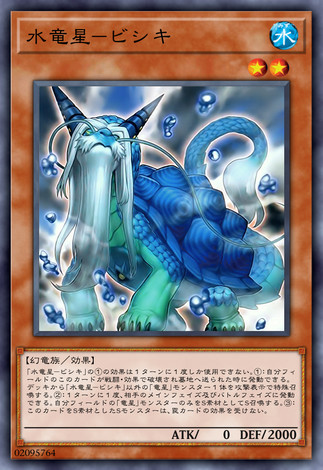 水竜星－ビシキ
水
【幻竜族／効果】
「水竜星－ビシキ」の①の効果は１ターンに１度しか使用できない。①：自分フィ
ールドのこのカードが戦闘・効果で破壊され墓地へ送られた時に発動できる。
デッキから「水竜星－ビシキ」以外の「竜星」モンスター１体を攻撃表示で特殊召
喚する。②：１ターンに１度、相手のメインフェイズ及びバトルフェイズに発動で
きる。自分フィールドの「竜星」モンスターのみをS素材としてS召喚する。③：
このカードをS素材としたSモンスターは、罠カードの効果を受けない。
ATK/ 0 DEF/2000
02095764